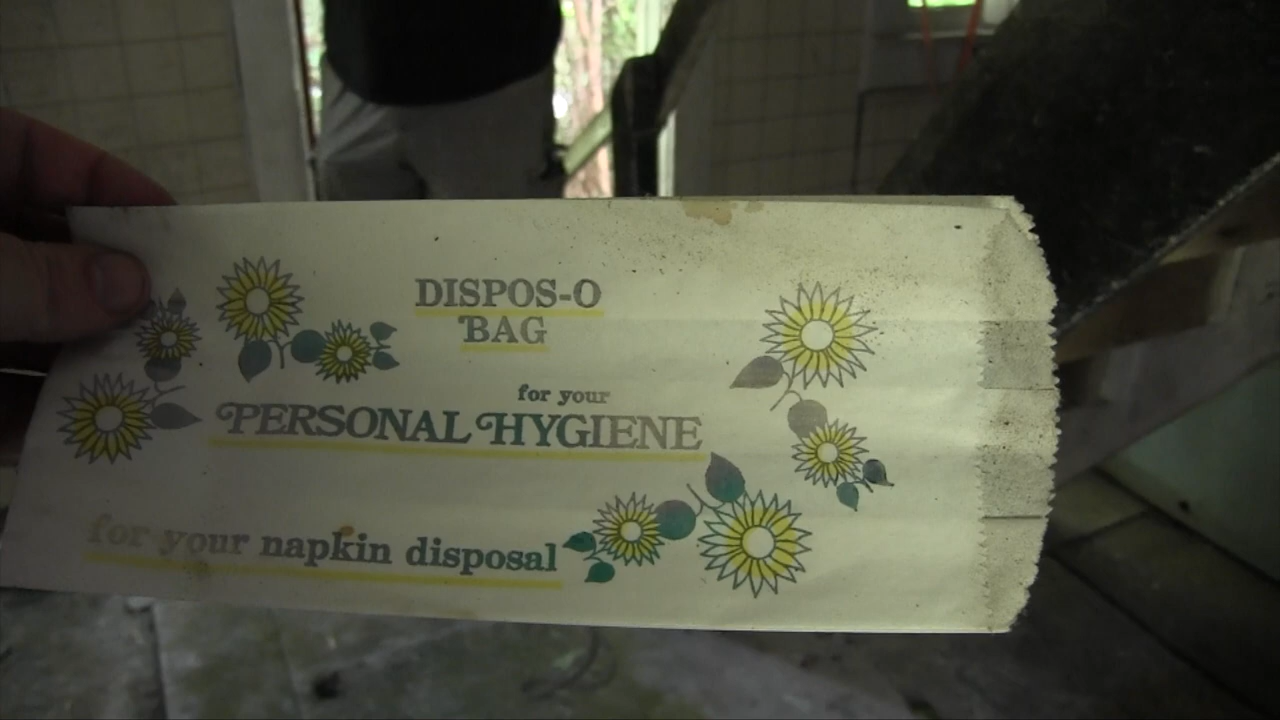 DISPOS-O
BAG
for your
PERSONAL HYGIENE
for your napkin disposal